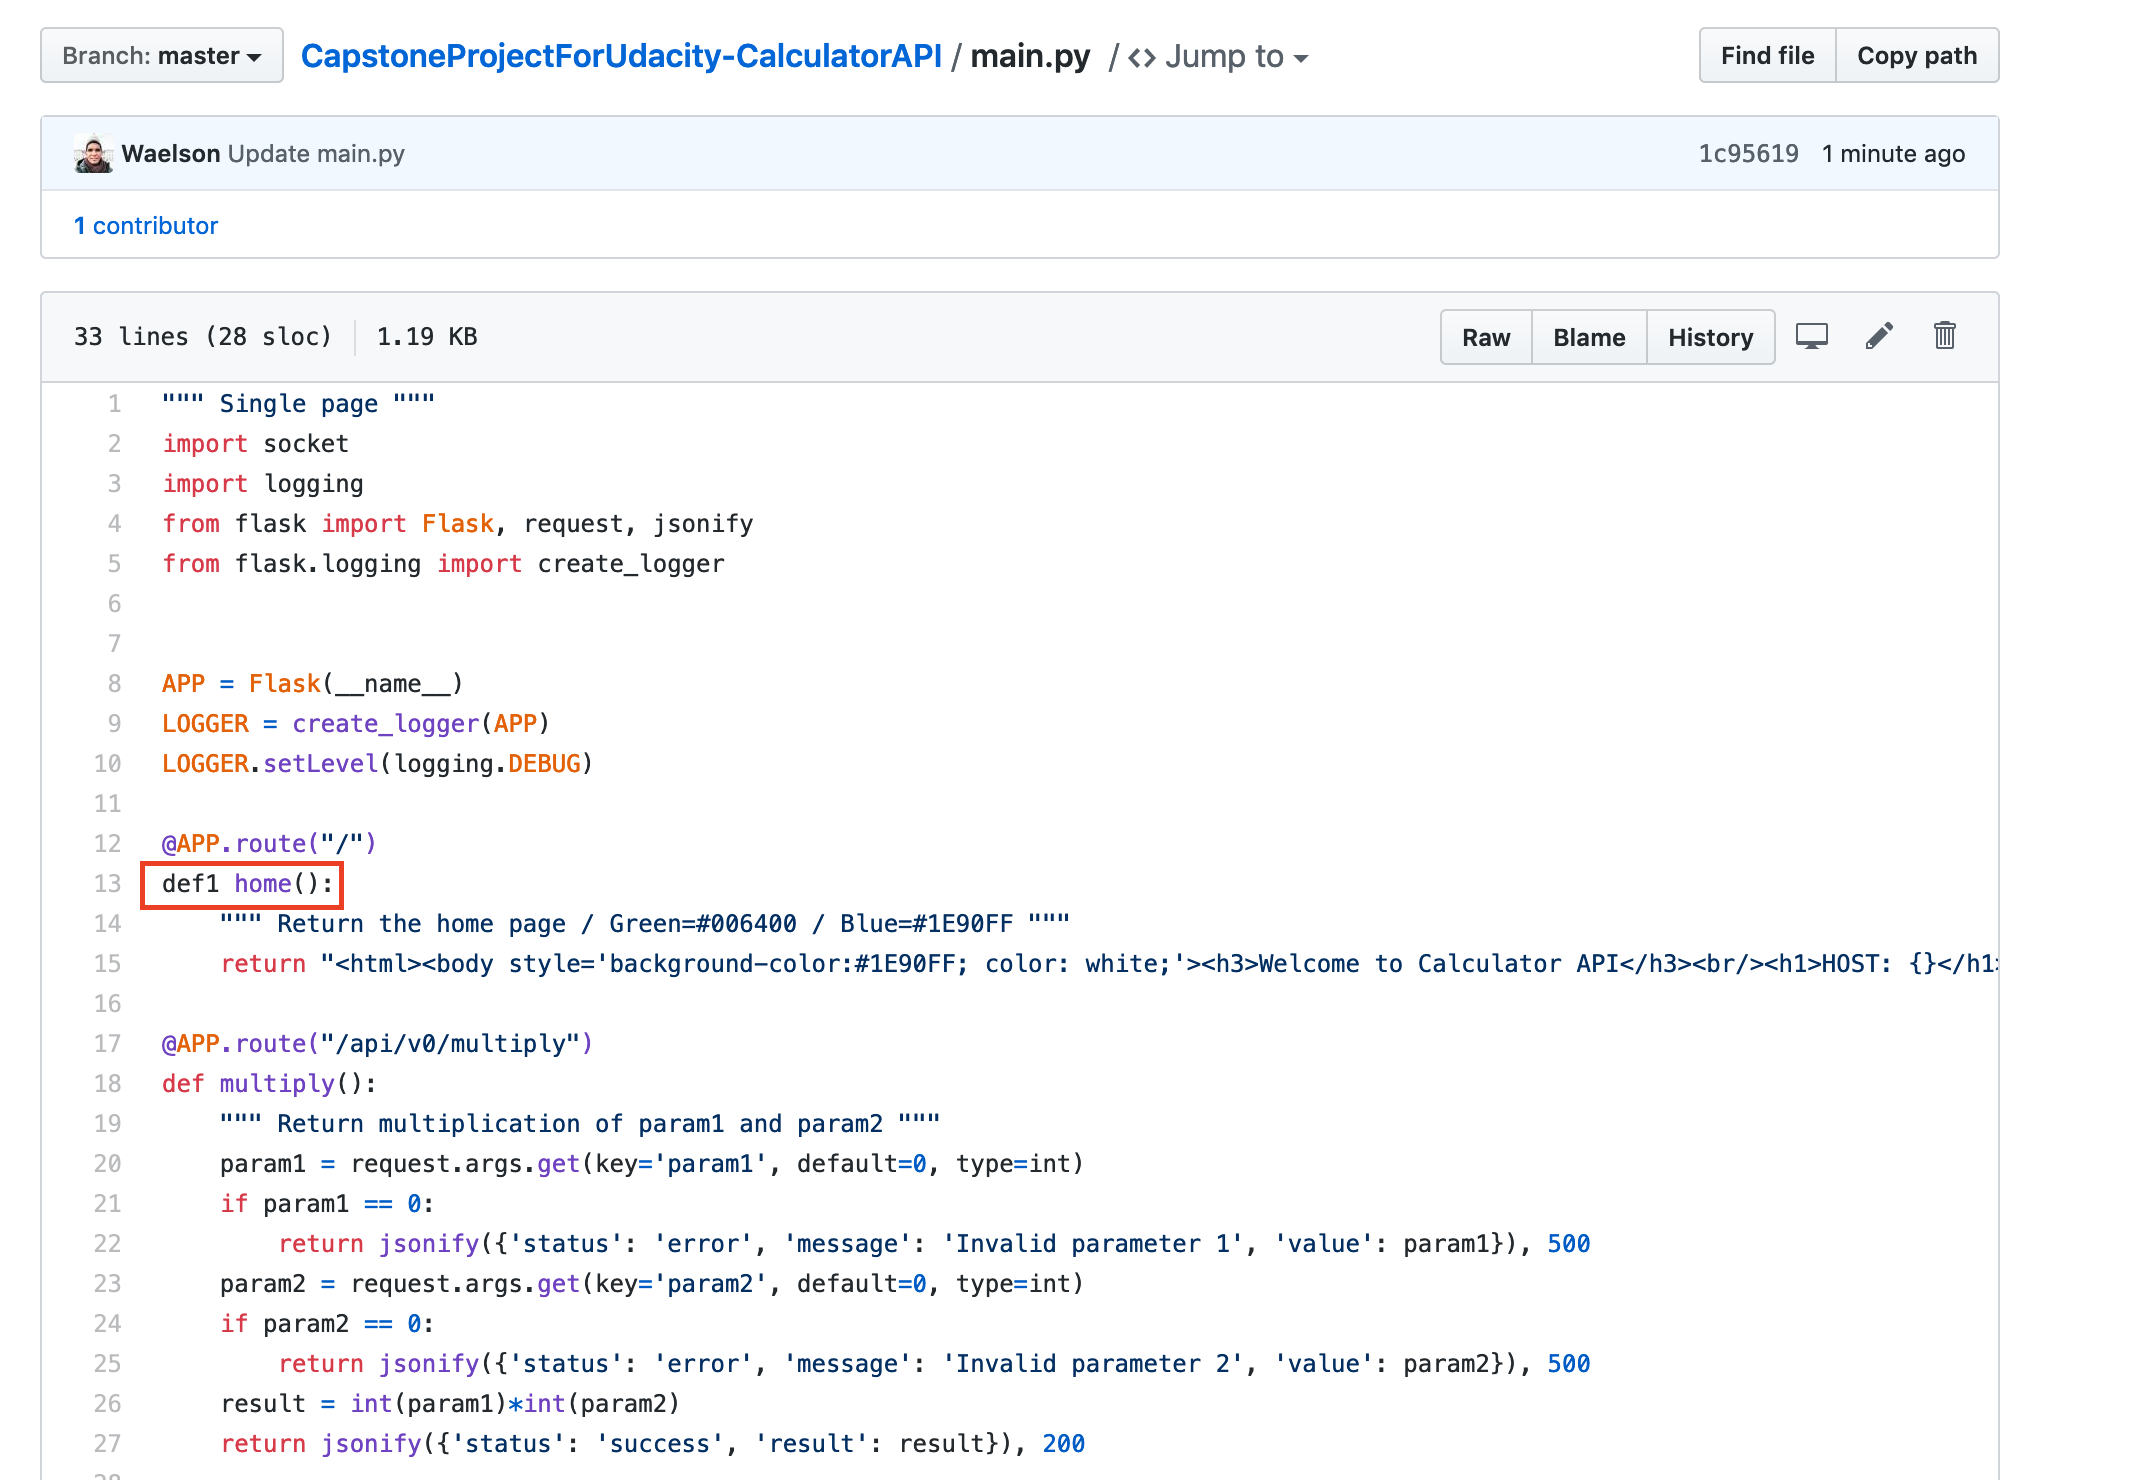 Branch: master CapstoneProjectForUdacity-CalculatorAPI / main.py / <> Jump to Find file Copy path
Waelson Update main.py 1c95619 1 minute ago
1 contributor
33 lines (28 sloc) 1.19 KB Raw Blame History
1 """ Single page """
2 import socket
3 import logging
4 from flask import Flask, request, jsonify
5 from flask.logging import create_logger
6
7
8 APP = Flask(__name__)
9 LOGGER = create_logger(APP)
10 LOGGER.setLevel(logging.DEBUG)
11
12 @APP.route("/")
13 def1 home():
14     """ Return the home page / Green=#006400 / Blue=#1E90FF """
15     return "<html><body style='background-color:#1E90FF; color: white;'><h3>Welcome to Calculator API</h3><br/><h1>HOST: {}</h1>
16
17 @APP.route("/api/v0/multiply")
18 def multiply():
19     """ Return multiplication of param1 and param2 """
20     param1 = request.args.get(key='param1', default=0, type=int)
21     if param1 == 0:
22         return jsonify({'status': 'error', 'message': 'Invalid parameter 1', 'value': param1}), 500
23     param2 = request.args.get(key='param2', default=0, type=int)
24     if param2 == 0:
25         return jsonify({'status': 'error', 'message': 'Invalid parameter 2', 'value': param2}), 500
26     result = int(param1)*int(param2)
27     return jsonify({'status': 'success', 'result': result}), 200